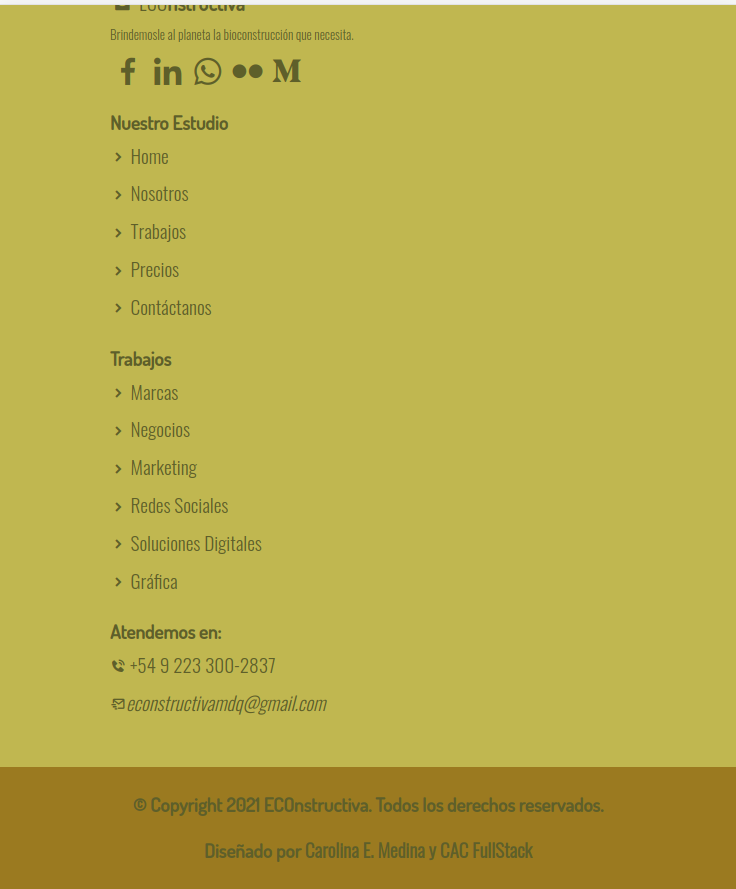 ECOnstructiva
Brindemosle al planeta la bioconstrucción que necesita.
Nuestro Estudio
Home
Nosotros
Trabajos
Precios
Contáctanos
Trabajos
Marcas
Negocios
Marketing
Redes Sociales
Soluciones Digitales
Gráfica
Atendemos en:
+54 9 223 300-2837
econstructivamdq@gmail.com
© Copyright 2021 ECOnstructiva. Todos los derechos reservados.
Diseñado por Carolina E. Medina y CAC FullStack